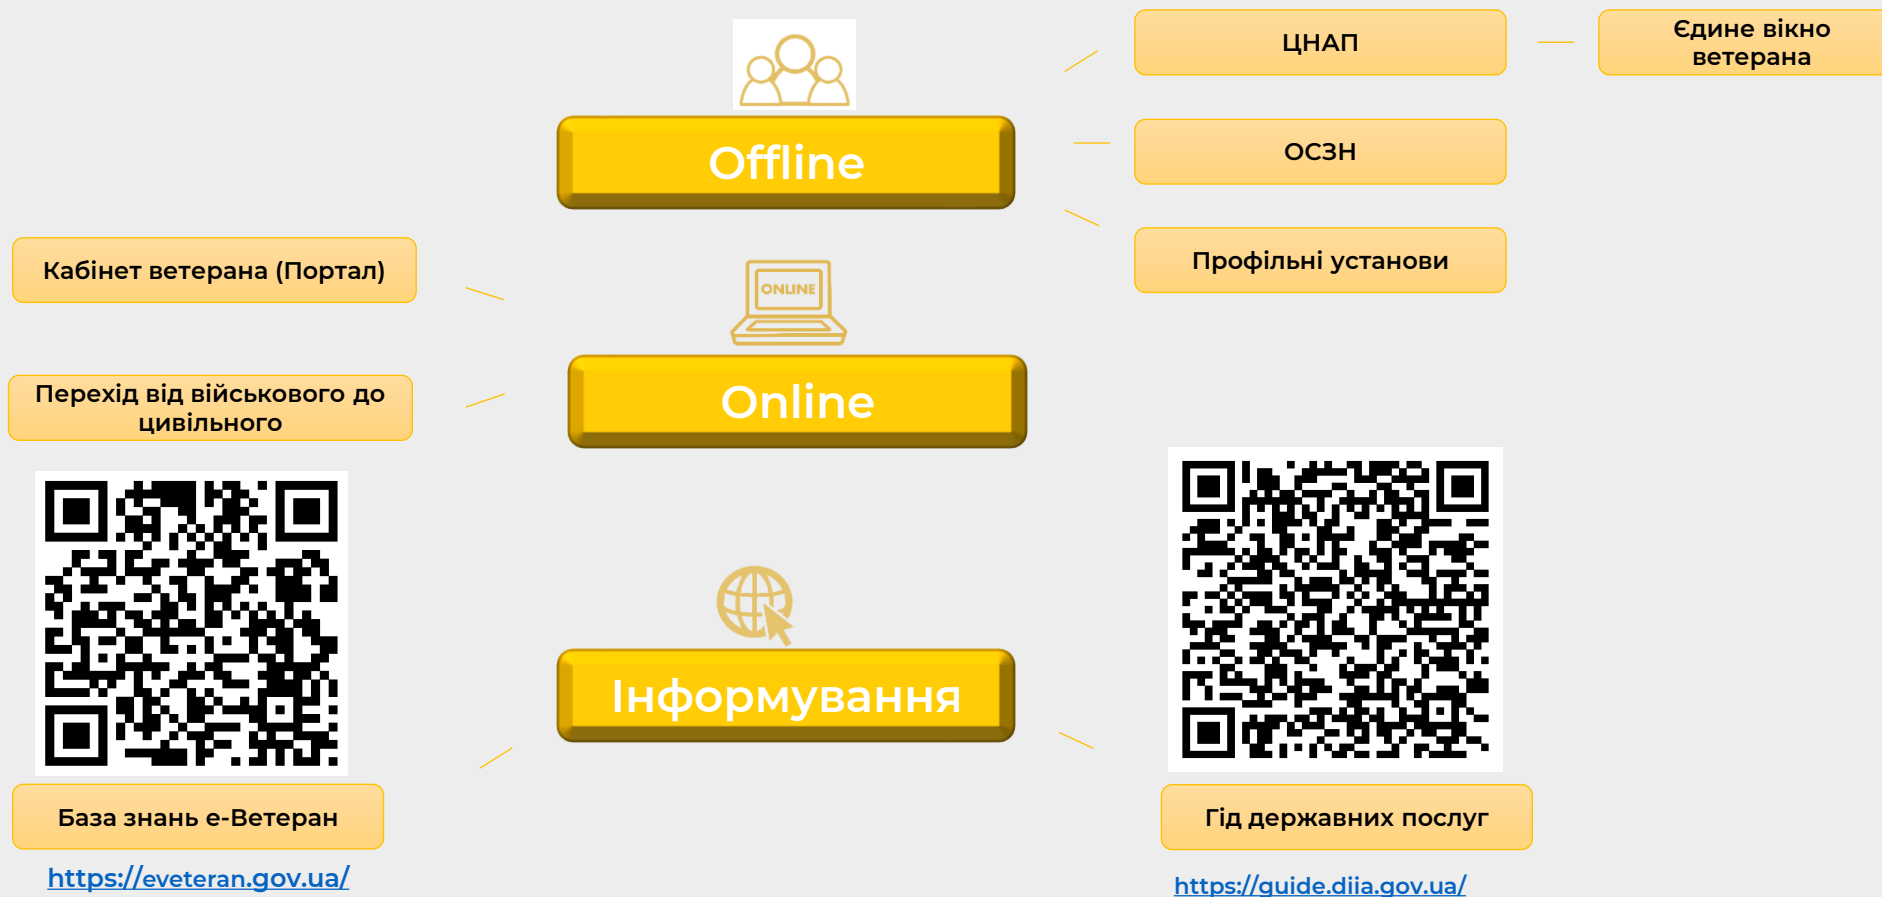 ЦНАП
Єдине вікно
ветерана
Offline
ОСЗН
Профільні установи
Кабінет ветерана (Портал)
ONLINE
Online
Перехід від військового до
цивільного
Інформування
База знань е-Ветеран
https://eveteran.gov.ua/
Гід державних послуг
https://guide.diia.gov.ua/